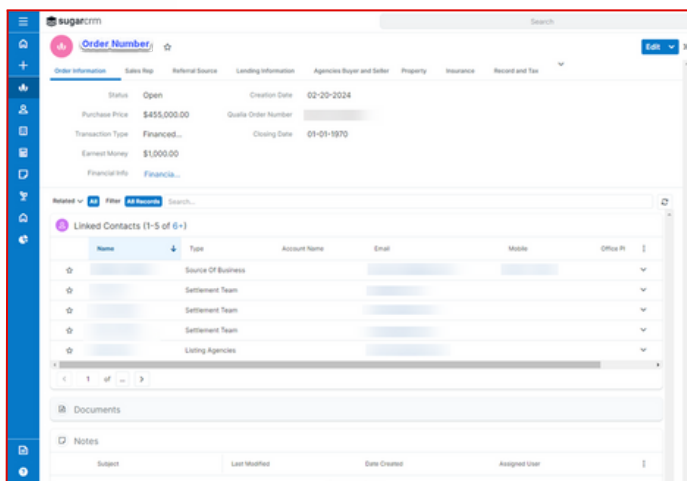 sugarcrm Search
Order Number Edit
Order Information Sales Rep Referral Source Lending Information Agencies Buyer and Seller Property Insurance Record and Tax
Status Open Creation Date 02-20-2024
Purchase Price $455,000.00 Qualia Order Number
Transaction Type Financed... Closing Date 01-01-1970
Earnest Money $1,000.00
Financial Info Financia...
Related All Filter All Records Search...
Linked Contacts (1-5 of 6+)
Name Type Account Name Email Mobile Office Pl
Source Of Business
Settlement Team
Settlement Team
Settlement Team
Listing Agencies
1 of ...
Documents
Notes
Subject Last Modified Date Created Assigned User